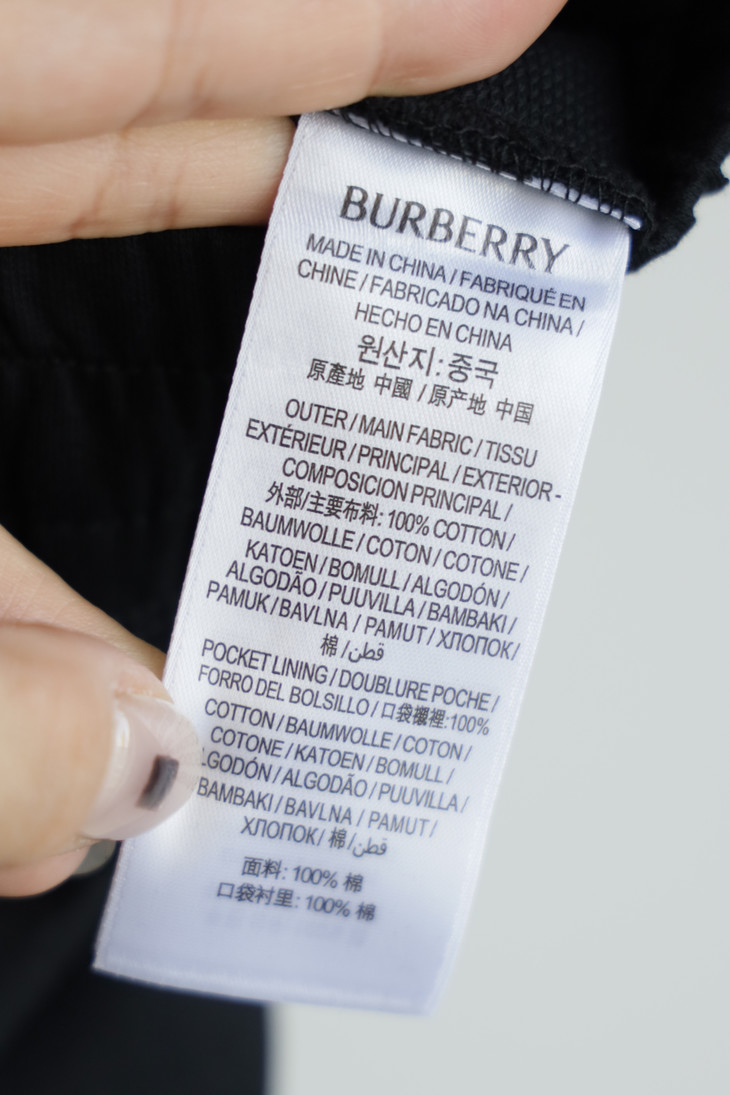 BURBERRY
MADE IN CHINA / FABRIQUÉ EN
CHINE / FABRICADO NA CHINA /
HECHO EN CHINA
원산지: 중국
原產地 中國 / 原产地 中国
OUTER / MAIN FABRIC / TISSU
EXTÉRIEUR / PRINCIPAL / EXTERIOR -
COMPOSICION PRINCIPAL /
外部/主要布料: 100% COTTON /
BAUMWOLLE / COTON / COTONE /
KATOEN / BOMULL / ALGODÓN /
ALGODÃO / PUUVILLA / BAMBAKI /
PAMUK / BAVLNA / PAMUT / ХЛОПОК /
棉 / قطن
POCKET LINING / DOUBLURE POCHE /
FORRO DEL BOLSILLO / 口袋襯裡:100%
COTTON / BAUMWOLLE / COTON /
COTONE / KATOEN / BOMULL /
LGODÓN / ALGODÃO / PUUVILLA /
BAMBAKI / BAVLNA / PAMUT /
ХЛОПОК / 棉 / قطن
面料: 100% 棉
口袋衬里: 100% 棉